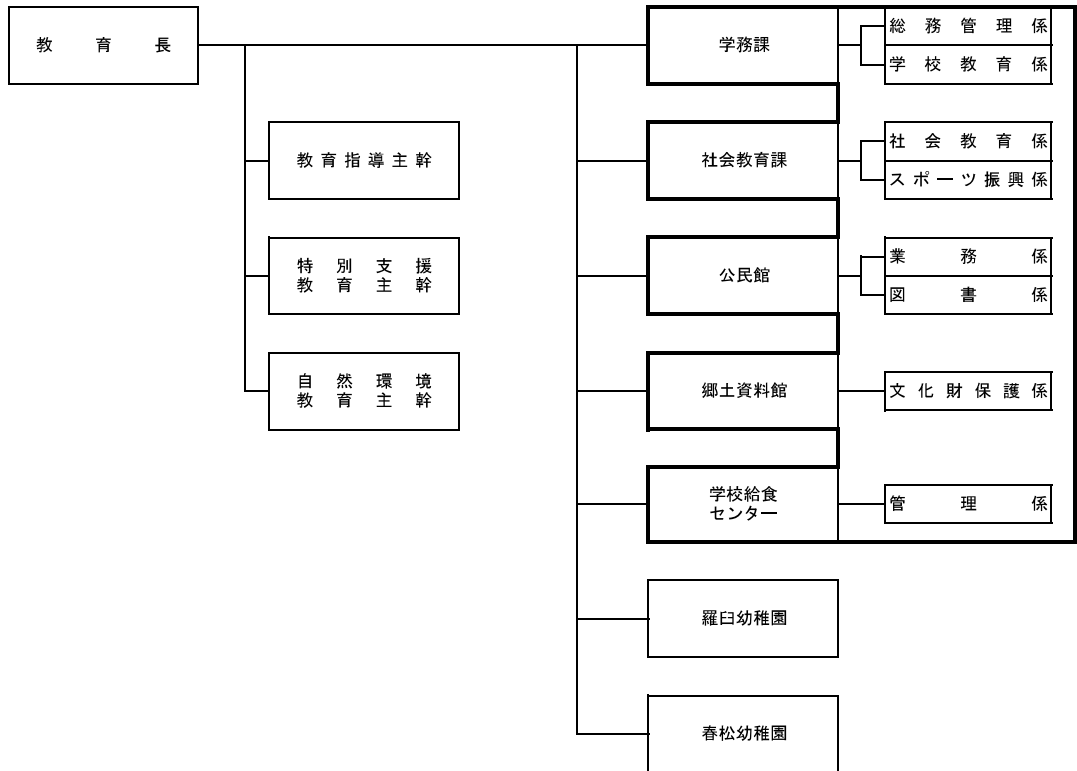 教育長
学務課
総務管理係
学校教育係
教育指導主幹
社会教育課
社会教育係
スポーツ振興係
特別支援
教育主幹
公民館
業務係
図書係
自然環境
教育主幹
郷土資料館
文化財保護係
学校給食
センター
管理係
羅臼幼稚園
春松幼稚園